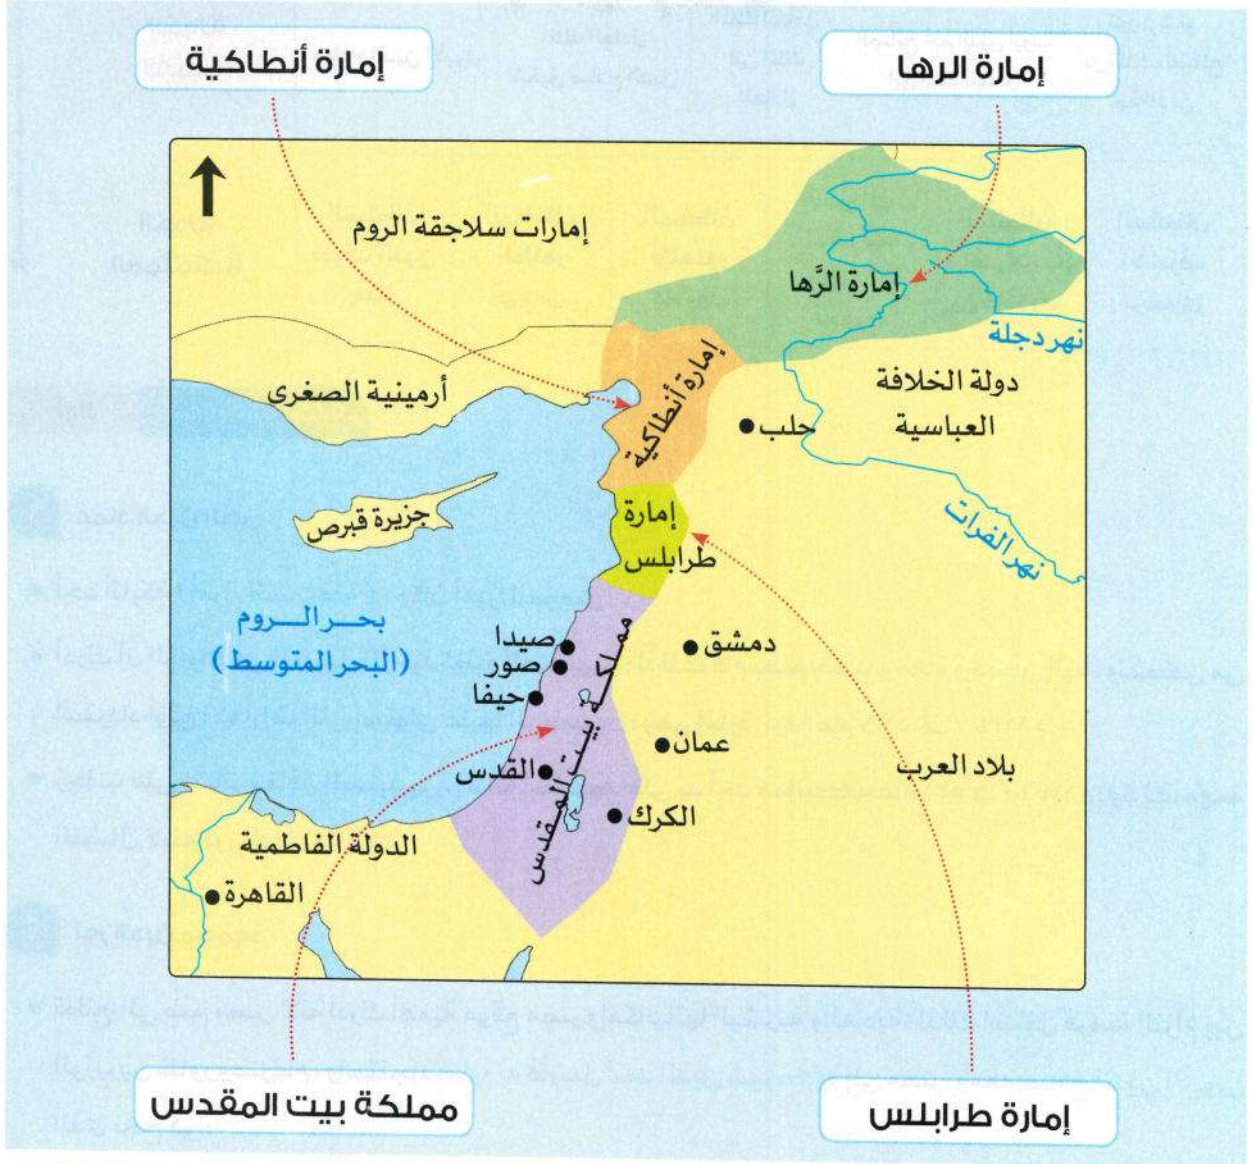 إمارة الرها
إمارة أنطاكية
إمارات سلاجقة الروم
إمارة الرَّها
نهر دجلة
إمارة أنطاكية
أرمينية الصغرى
دولة الخلافة
العباسية
حلب
جزيرة قبرص
إمارة
طرابلس
نهر الفرات
بحر الروم
(البحر المتوسط)
صيدا
صور
حيفا
دمشق
مملكة بيت المقدس
عمان
القدس
بلاد العرب
الكرك
الدولة الفاطمية
القاهرة
إمارة طرابلس
مملكة بيت المقدس